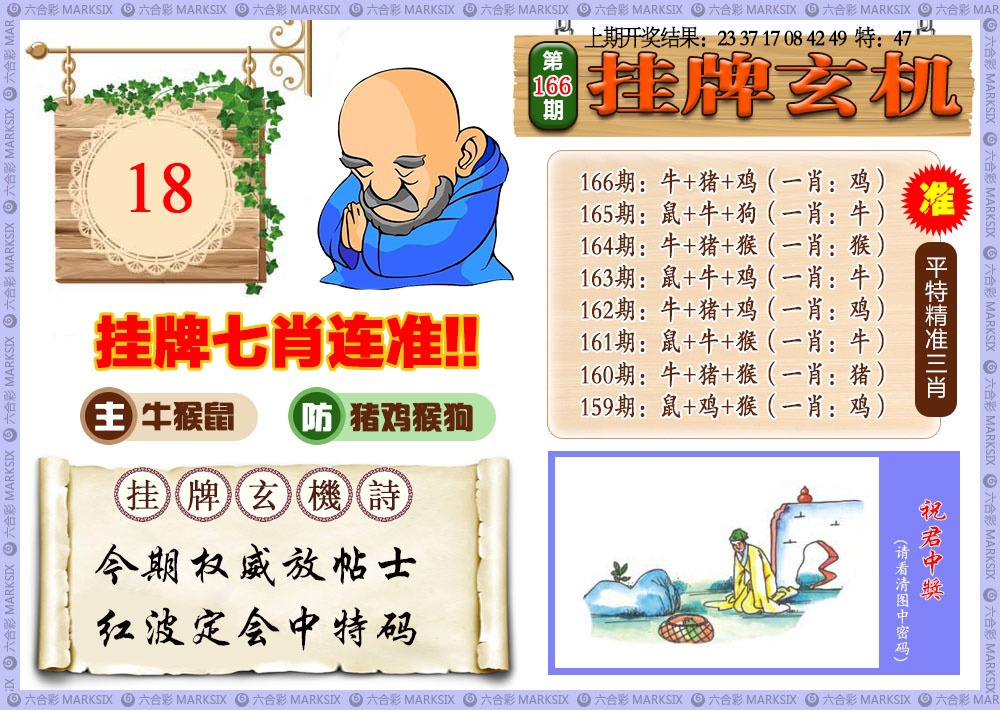 六合彩 MARKSIX
上期开奖结果：23 37 17 08 42 49 特：47
第166期
挂牌玄机
18
挂牌七肖连准!!
主 牛猴鼠
防 猪鸡猴狗
挂牌玄機詩
今期权威放帖士
红波定会中特码
166期：牛+猪+鸡（一肖：鸡）
165期：鼠+牛+狗（一肖：牛）
164期：牛+猪+猴（一肖：猴）
163期：鼠+牛+鸡（一肖：牛）
162期：牛+猪+鸡（一肖：鸡）
161期：鼠+牛+猴（一肖：牛）
160期：牛+猪+猴（一肖：猪）
159期：鼠+鸡+猴（一肖：鸡）
准
平特精准三肖
祝君中獎
（请看清图中密码）